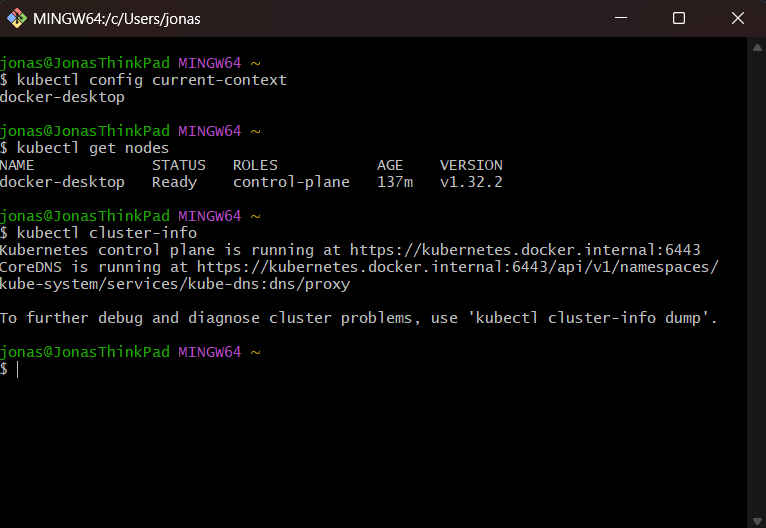 MINGW64:/c/Users/jonas
jonas@JonasThinkPad MINGW64 ~
$ kubectl config current-context
docker-desktop
jonas@JonasThinkPad MINGW64 ~
$ kubectl get nodes
NAME             STATUS   ROLES           AGE    VERSION
docker-desktop   Ready    control-plane   137m   v1.32.2
jonas@JonasThinkPad MINGW64 ~
$ kubectl cluster-info
Kubernetes control plane is running at https://kubernetes.docker.internal:6443
CoreDNS is running at https://kubernetes.docker.internal:6443/api/v1/namespaces/
kube-system/services/kube-dns:dns/proxy
To further debug and diagnose cluster problems, use 'kubectl cluster-info dump'.
jonas@JonasThinkPad MINGW64 ~
$